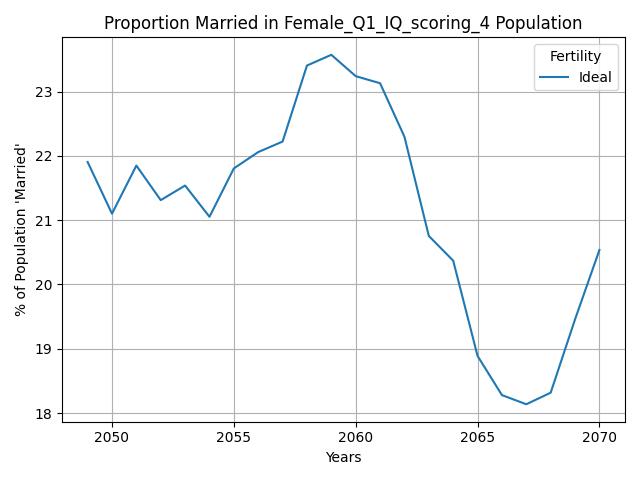 Proportion Married in Female_Q1_IQ_scoring_4 Population
Fertility
Ideal
% of Population 'Married'
23
22
21
20
19
18
2050
2055
2060
2065
2070
Years